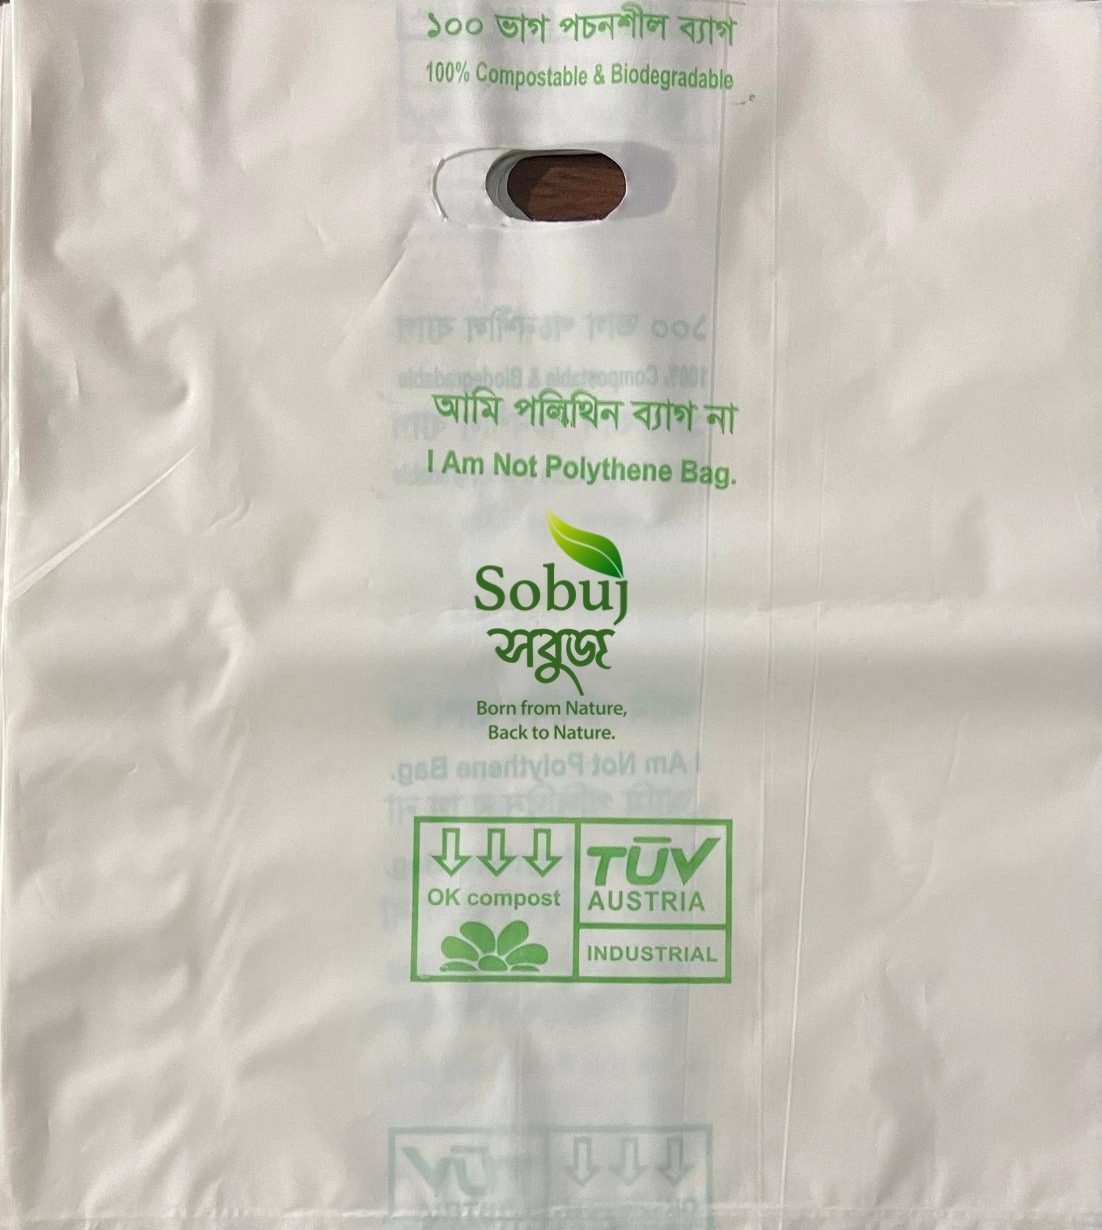 ১০০ ভাগ পচনশীল ব্যাগ
100% Compostable & Biodegradable
আমি পলিথিন ব্যাগ না
I Am Not Polythene Bag.
Sobuj
সবুজ
Born from Nature,
Back to Nature.
OK compost
TÜV
AUSTRIA
INDUSTRIAL